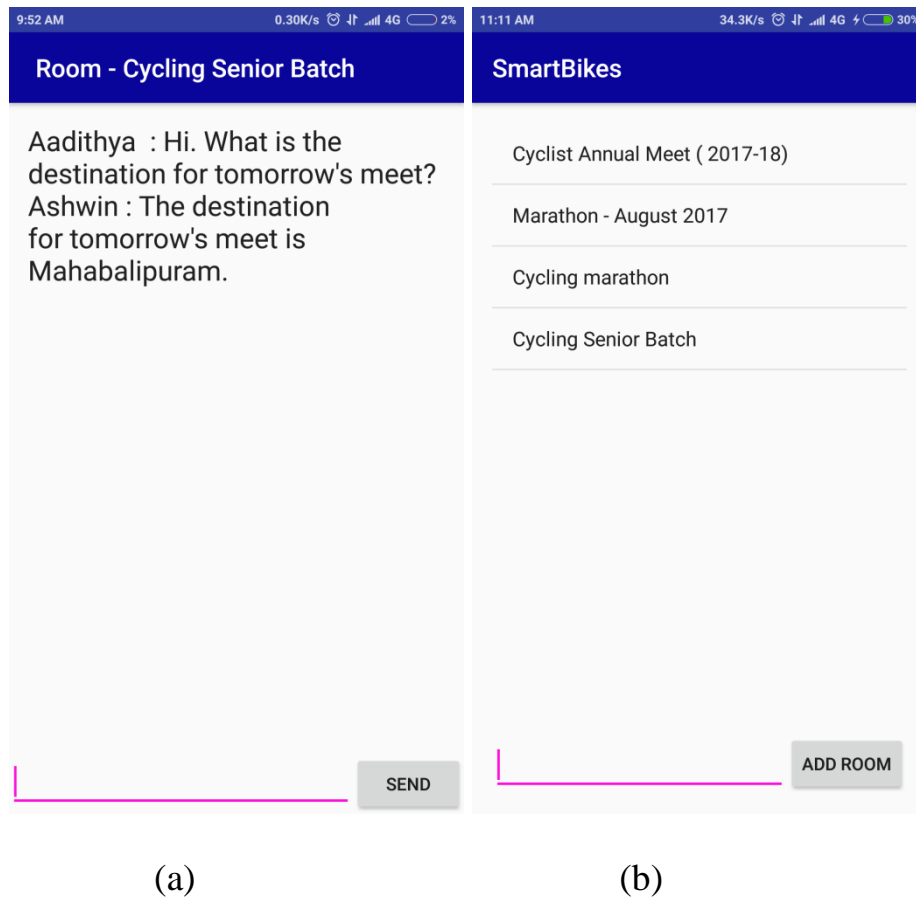 9:52 AM 0.30K/s 4G 2%
Room - Cycling Senior Batch
Aadithya : Hi. What is the
destination for tomorrow's meet?
Ashwin : The destination
for tomorrow's meet is
Mahabalipuram.
SEND
(a)
11:11 AM 34.3K/s 4G 30%
SmartBikes
Cyclist Annual Meet ( 2017-18)
Marathon - August 2017
Cycling marathon
Cycling Senior Batch
ADD ROOM
(b)